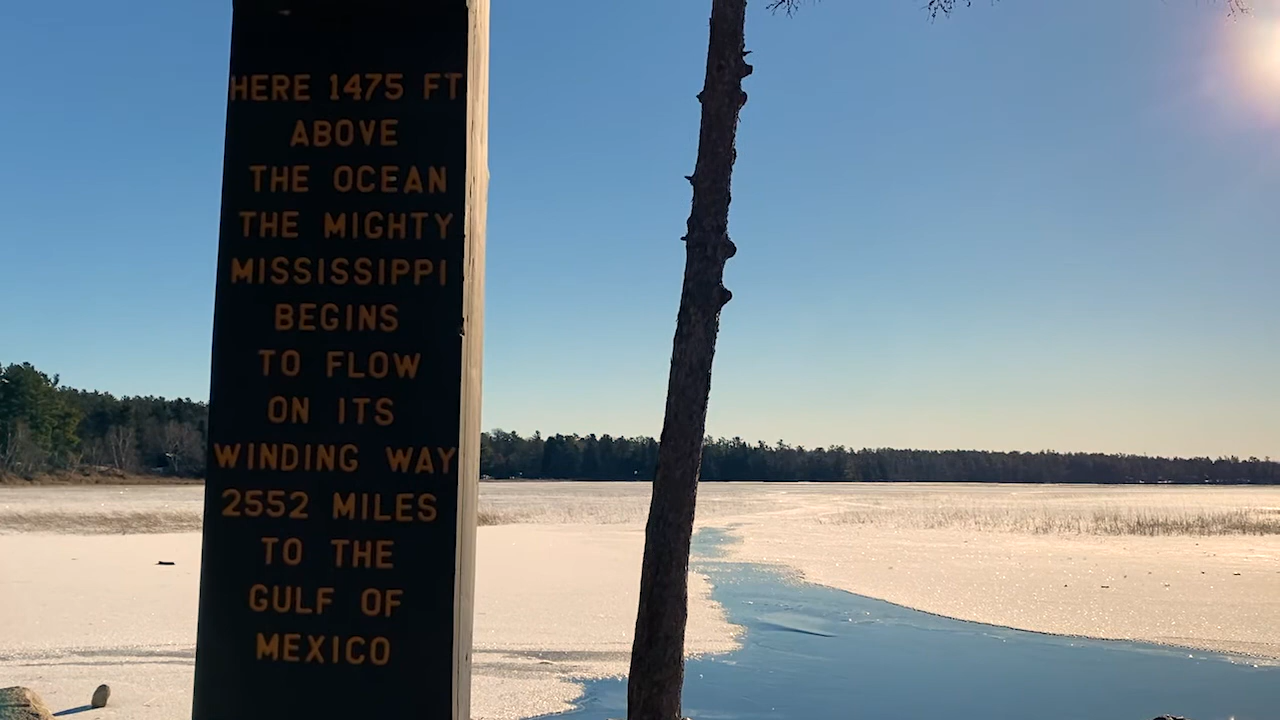 HERE 1475 FT
ABOVE
THE OCEAN
THE MIGHTY
MISSISSIPPI
BEGINS
TO FLOW
ON ITS
WINDING WAY
2552 MILES
TO THE
GULF OF
MEXICO